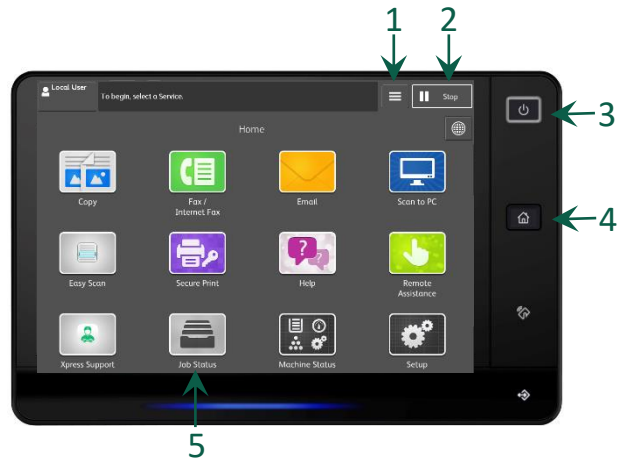 1 2
Local User
To begin, select a Service.
Stop
3
Home
Copy
Fax /
Internet Fax
Email
Scan to PC
4
Easy Scan
Secure Print
Help
Remote
Assistance
Xpress Support
Job Status
Machine Status
Setup
5